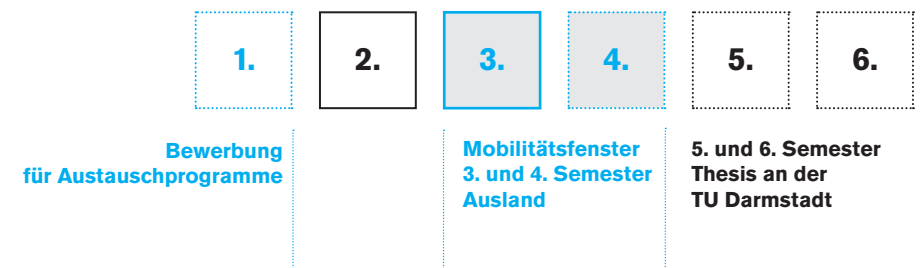 1. 2. 3. 4. 5. 6.
Bewerbung
für Austauschprogramme
Mobilitätsfenster
3. und 4. Semester
Ausland
5. und 6. Semester
Thesis an der
TU Darmstadt